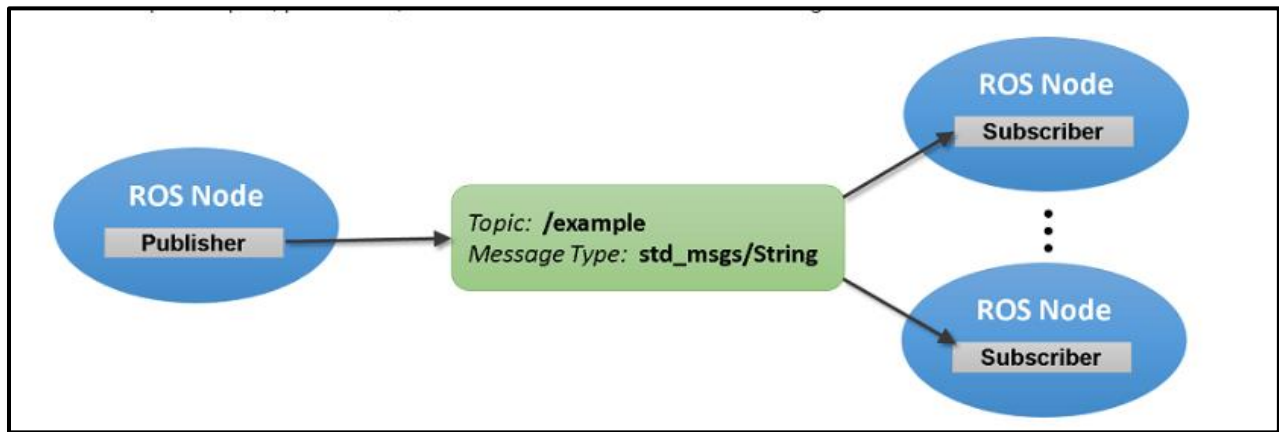 ROS Node
Publisher
Topic: /example
Message Type: std_msgs/String
ROS Node
Subscriber
ROS Node
Subscriber